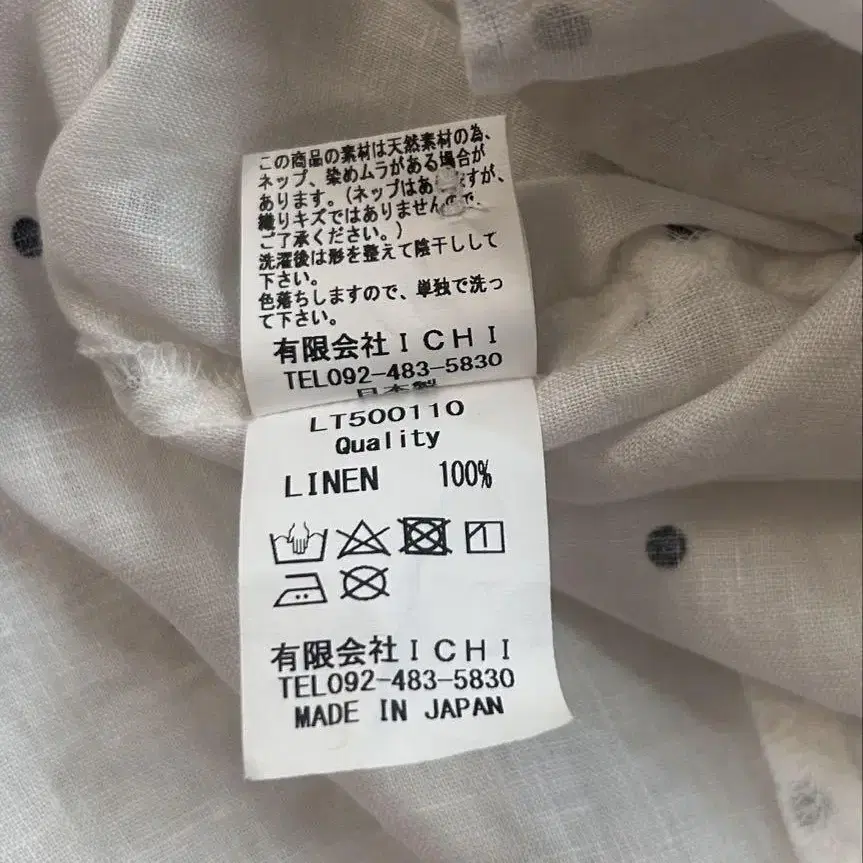 この商品の素材は天然素材の為、
ネップ、染めムラがある場合が
あります。(ネップはあ ますが、
織りキズではありませんので、
ご了承ください。)
洗濯後は形を整えて陰干しして
下さい。
色落ちしますので、単独で洗っ
て下さい。
有限会社ICHI
TEL092-483-5830
日本製
LT500110
Quality
LINEN 100%
有限会社ICHI
TEL092-483-5830
MADE IN JAPAN